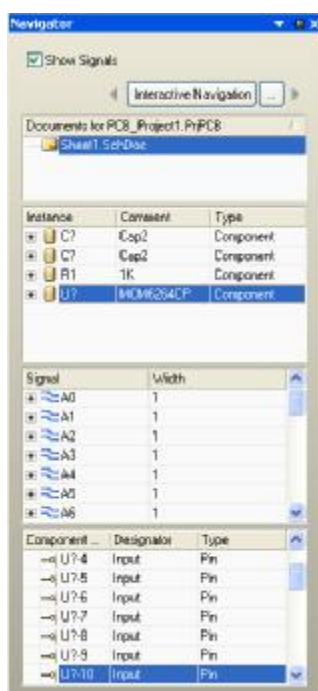 Navigator
Show Signals
Interactive Navigation ...
Documents for PCB_Project1.PrjPCB
Sheet1.SchDoc
Instance Comment Type
C? Cap2 Component
C? Cap2 Component
R1 1K Component
U? MCM6264CP Component
Signal Width
A0 1
A1 1
A2 1
A3 1
A4 1
A5 1
A6 1
Component ... Designator Type
U?-4 Input Pin
U?-5 Input Pin
U?-6 Input Pin
U?-7 Input Pin
U?-8 Input Pin
U?-9 Input Pin
U?-10 Input Pin